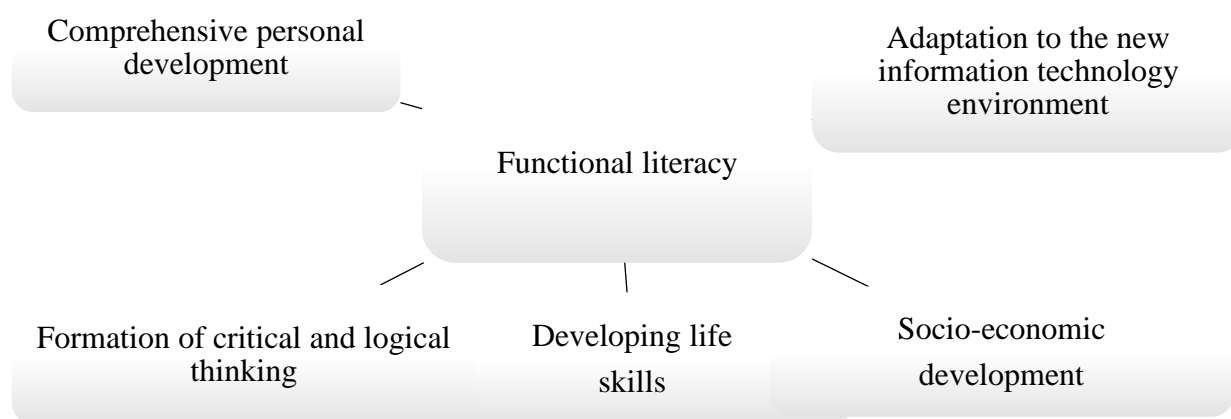 Comprehensive personal
development
Adaptation to the new
information technology
environment
Functional literacy
Formation of critical and logical
thinking
Developing life
skills
Socio-economic
development